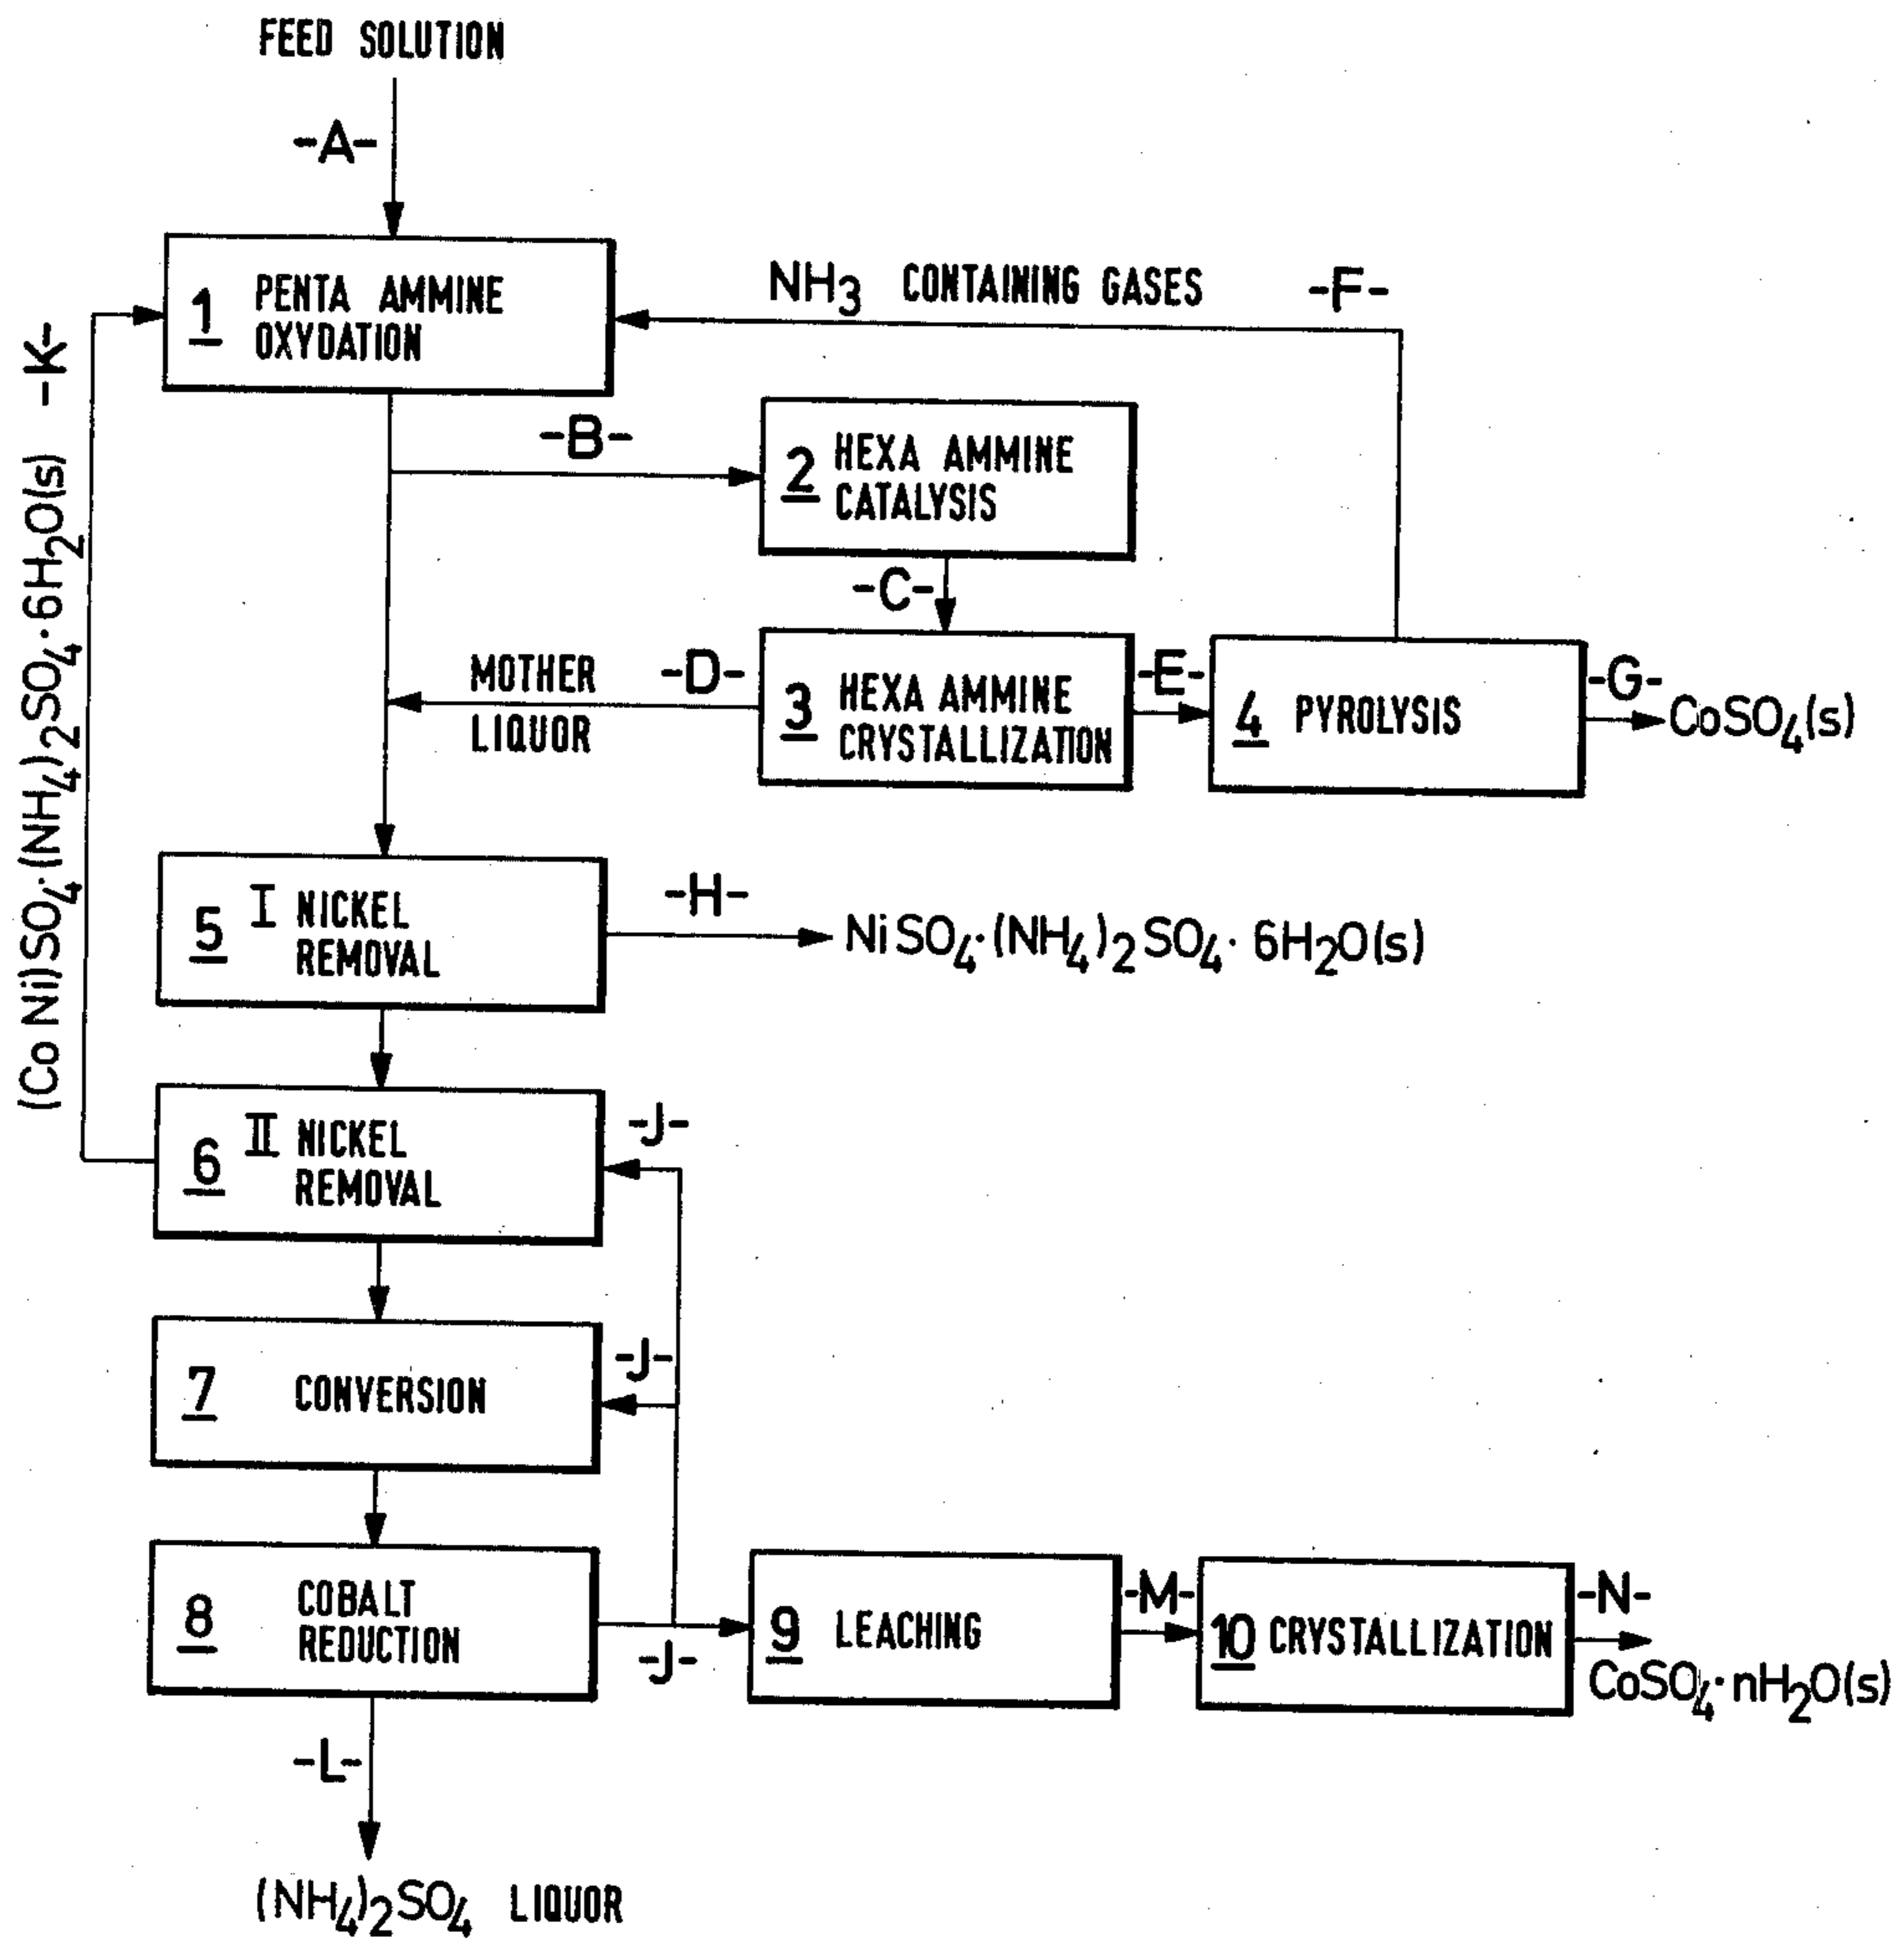 FEED SOLUTION
-A-
1 PENTA AMMINE
OXYDATION
NH3 CONTAINING GASES -F-
-K-
(Co Ni)SO4·(NH4)2SO4·6H2O(s)
-B-
2 HEXA AMMINE
CATALYSIS
-C-
MOTHER
LIQUOR
-D-
3 HEXA AMMINE
CRYSTALLIZATION
-E-
4 PYROLYSIS
-G-
CoSO4(s)
5 I NICKEL
REMOVAL
-H-
NiSO4·(NH4)2SO4·6H2O(s)
6 II NICKEL
REMOVAL
-J-
7 CONVERSION
-J-
8 COBALT
REDUCTION
-J-
9 LEACHING
-M-
10 CRYSTALLIZATION
-N-
CoSO4·nH2O(s)
-L-
(NH4)2SO4 LIQUOR